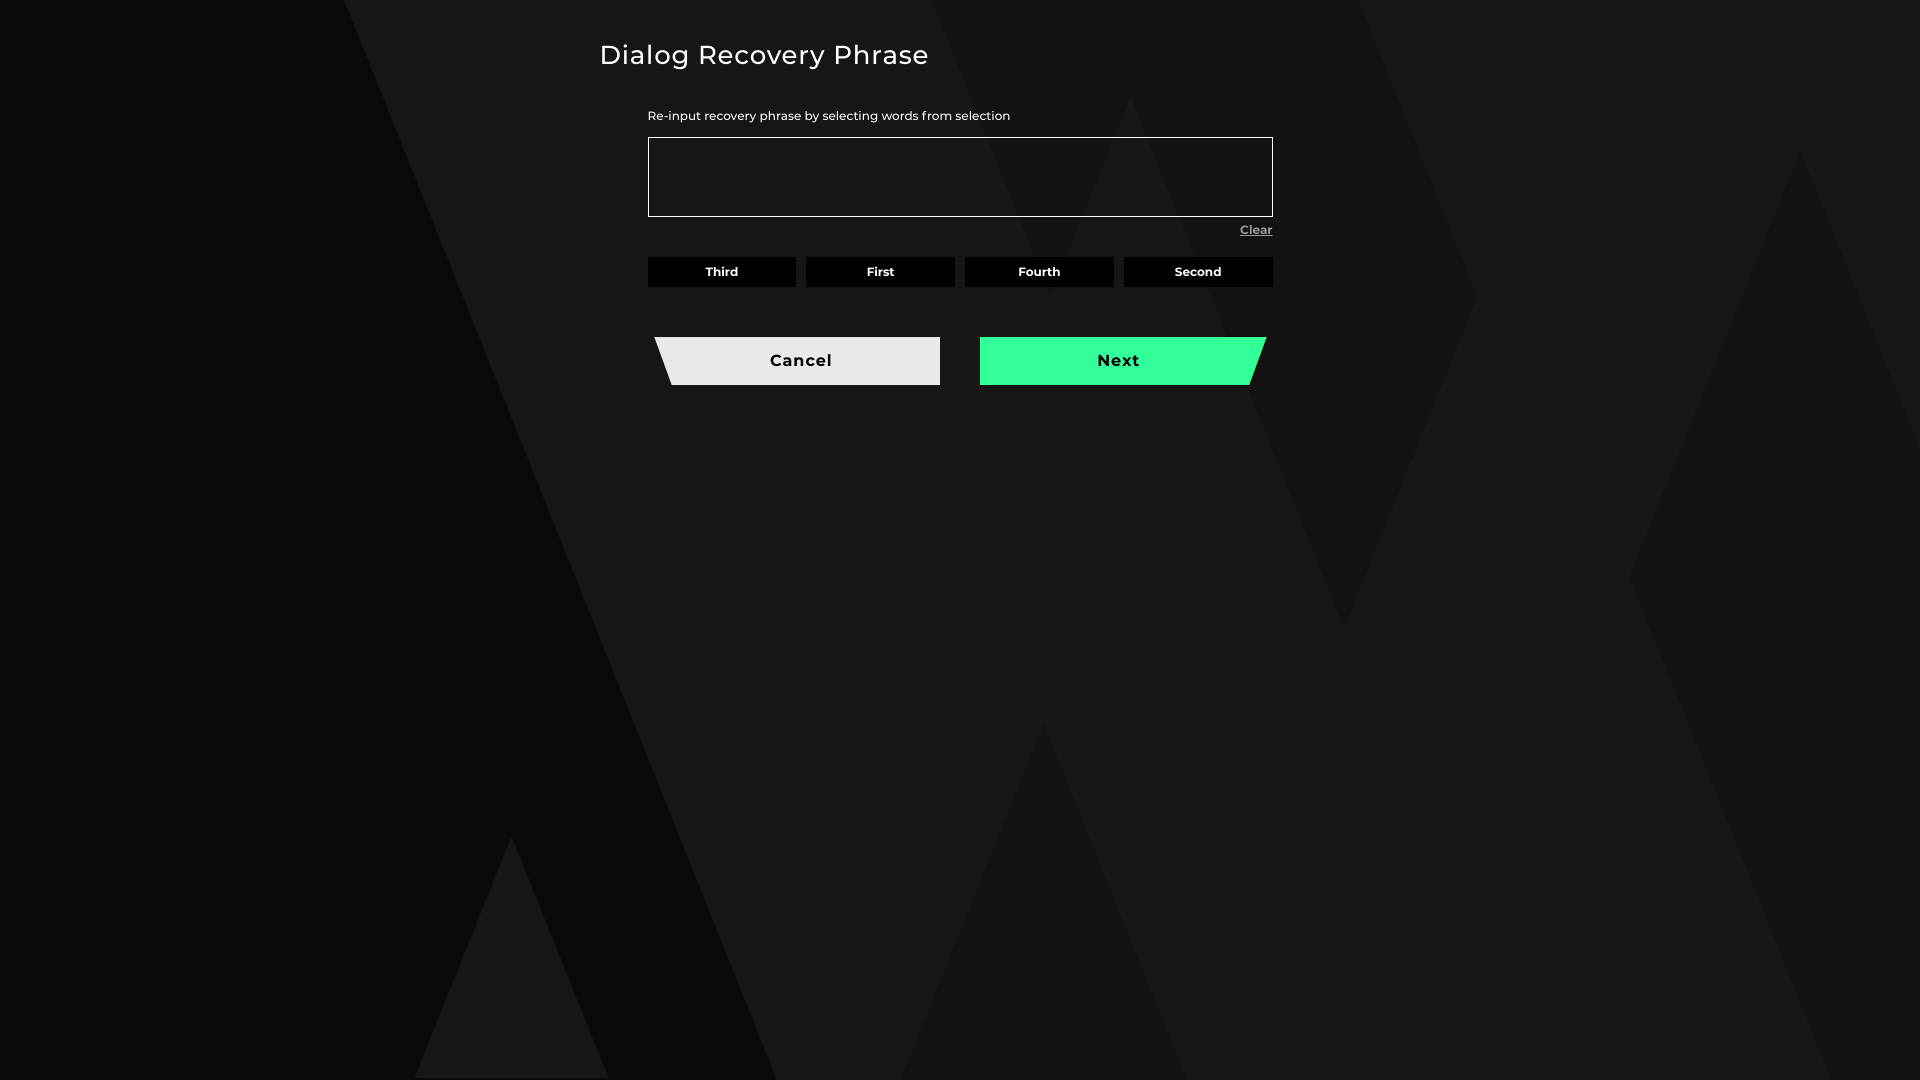 Dialog Recovery Phrase
Re-input recovery phrase by selecting words from selection
Clear
Third First Fourth Second
Cancel Next